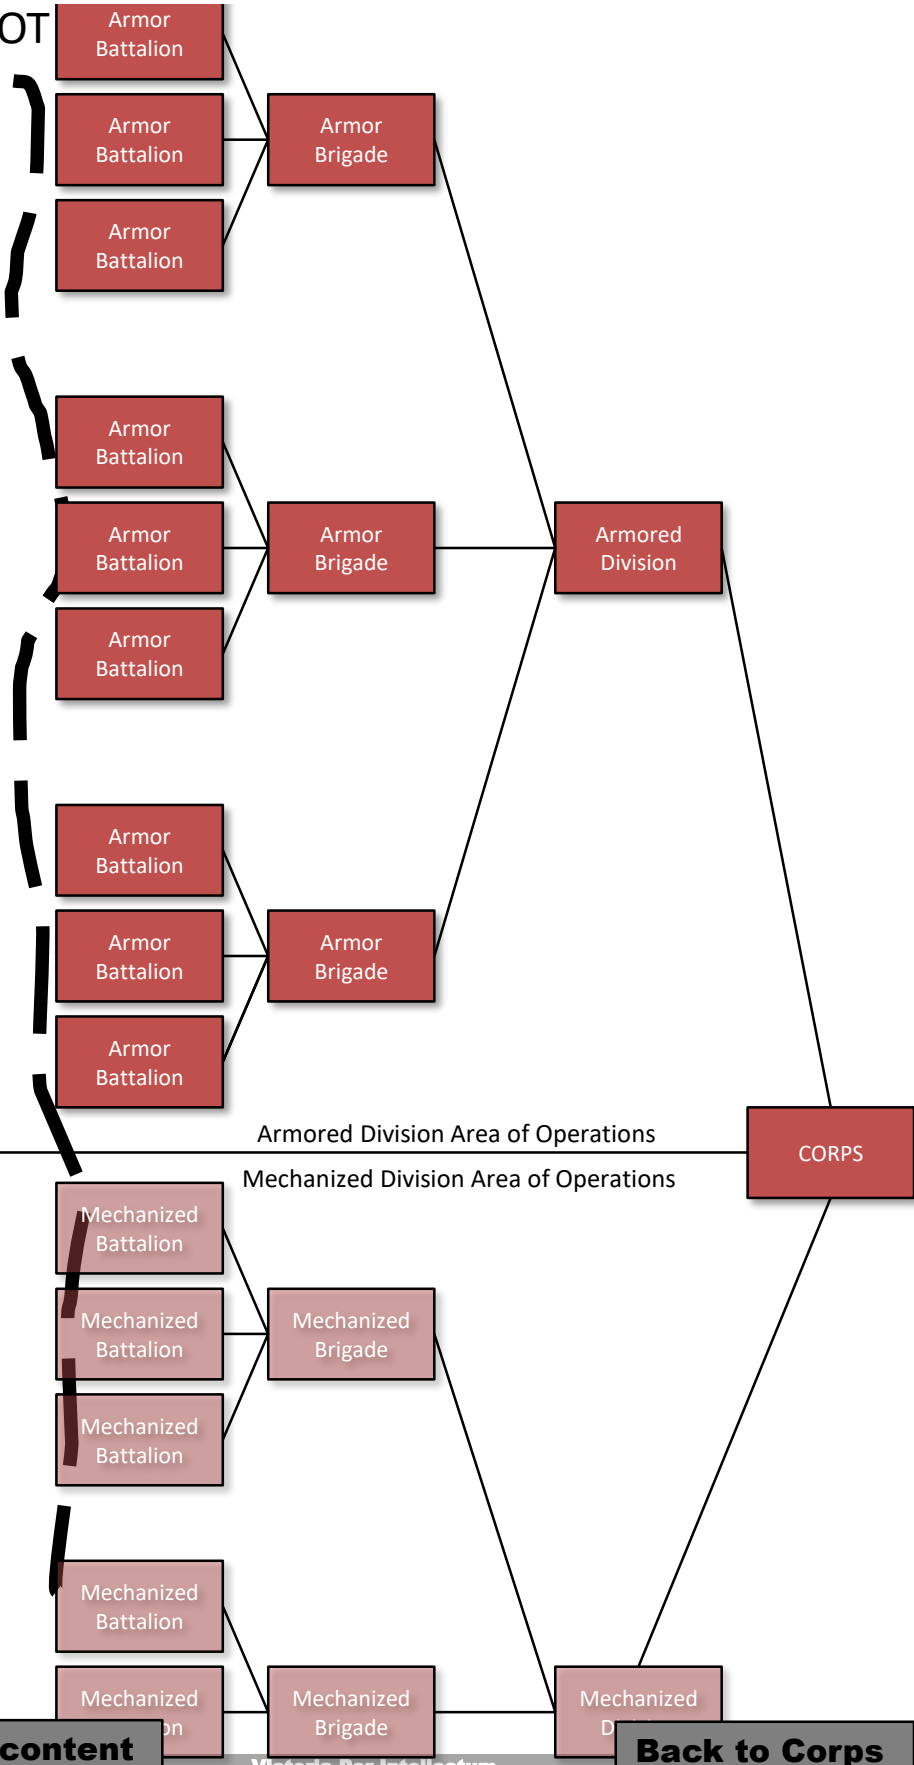 OT
Armor
Battalion
Armor
Battalion
Armor
Brigade
Armor
Battalion
Armor
Battalion
Armor
Battalion
Armor
Brigade
Armored
Division
Armor
Battalion
Armor
Battalion
Armor
Battalion
Armor
Brigade
Armor
Battalion
Armored Division Area of Operations
CORPS
Mechanized Division Area of Operations
Mechanized
Battalion
Mechanized
Battalion
Mechanized
Brigade
Mechanized
Battalion
Mechanized
Battalion
Mechanized
on
Mechanized
Brigade
Mechanized
content
Back to Corps